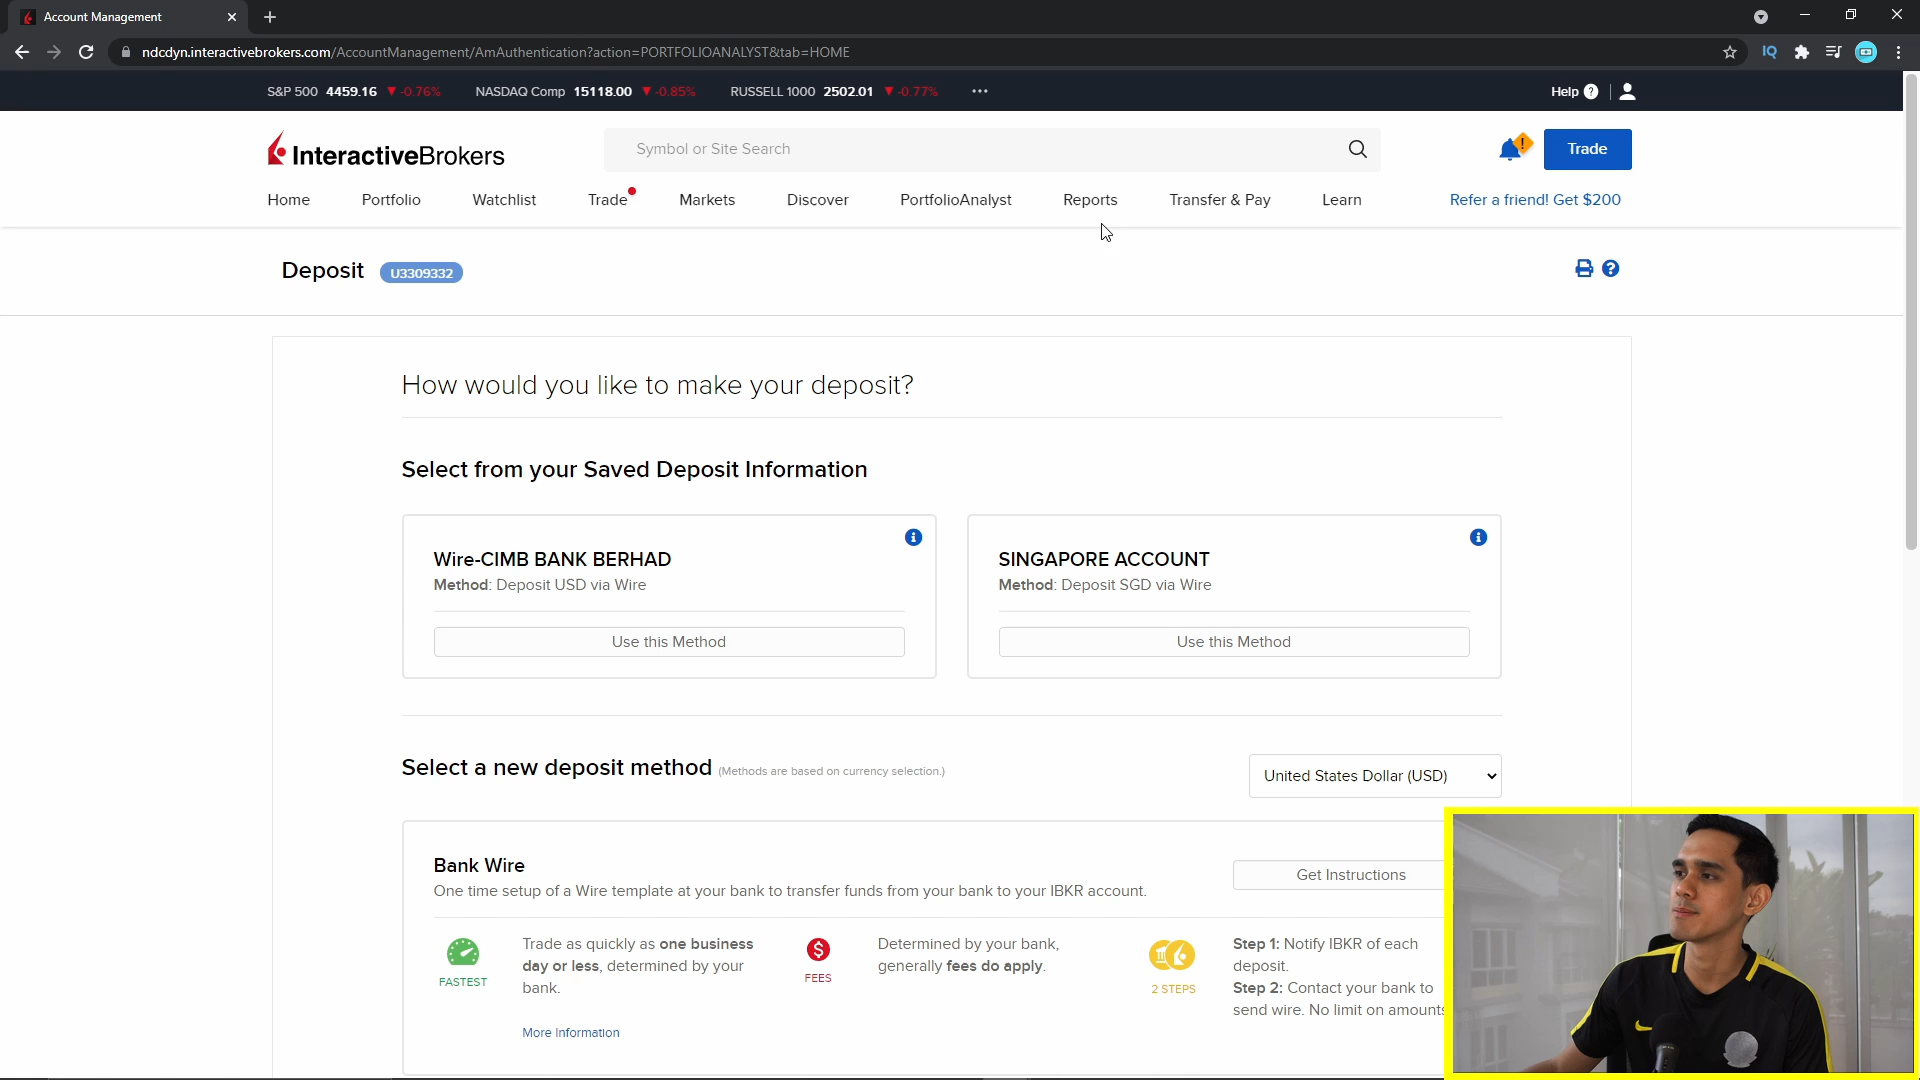 Account Management
ndcdyn.interactivebrokers.com/AccountManagement/AmAuthentication?action=PORTFOLIOANALYST&tab=HOME
IQ
S&P 500 4459.16 ▼-0.76% NASDAQ Comp 15118.00 ▼-0.85% RUSSELL 1000 2502.01 ▼-0.77% •••
Help ?
InteractiveBrokers
Symbol or Site Search
!
Trade
Home Portfolio Watchlist Trade Markets Discover PortfolioAnalyst Reports Transfer & Pay Learn Refer a friend! Get $200
Deposit U3309332
?
How would you like to make your deposit?
Select from your Saved Deposit Information
Wire-CIMB BANK BERHAD
Method: Deposit USD via Wire
Use this Method
SINGAPORE ACCOUNT
Method: Deposit SGD via Wire
Use this Method
Select a new deposit method (Methods are based on currency selection.)
United States Dollar (USD)
Bank Wire
One time setup of a Wire template at your bank to transfer funds from your bank to your IBKR account.
Get Instructions
FASTEST
Trade as quickly as one business
day or less, determined by your
bank.
More Information
$
FEES
Determined by your bank,
generally fees do apply.
2 STEPS
Step 1: Notify IBKR of each
deposit.
Step 2: Contact your bank to
send wire. No limit on amounts